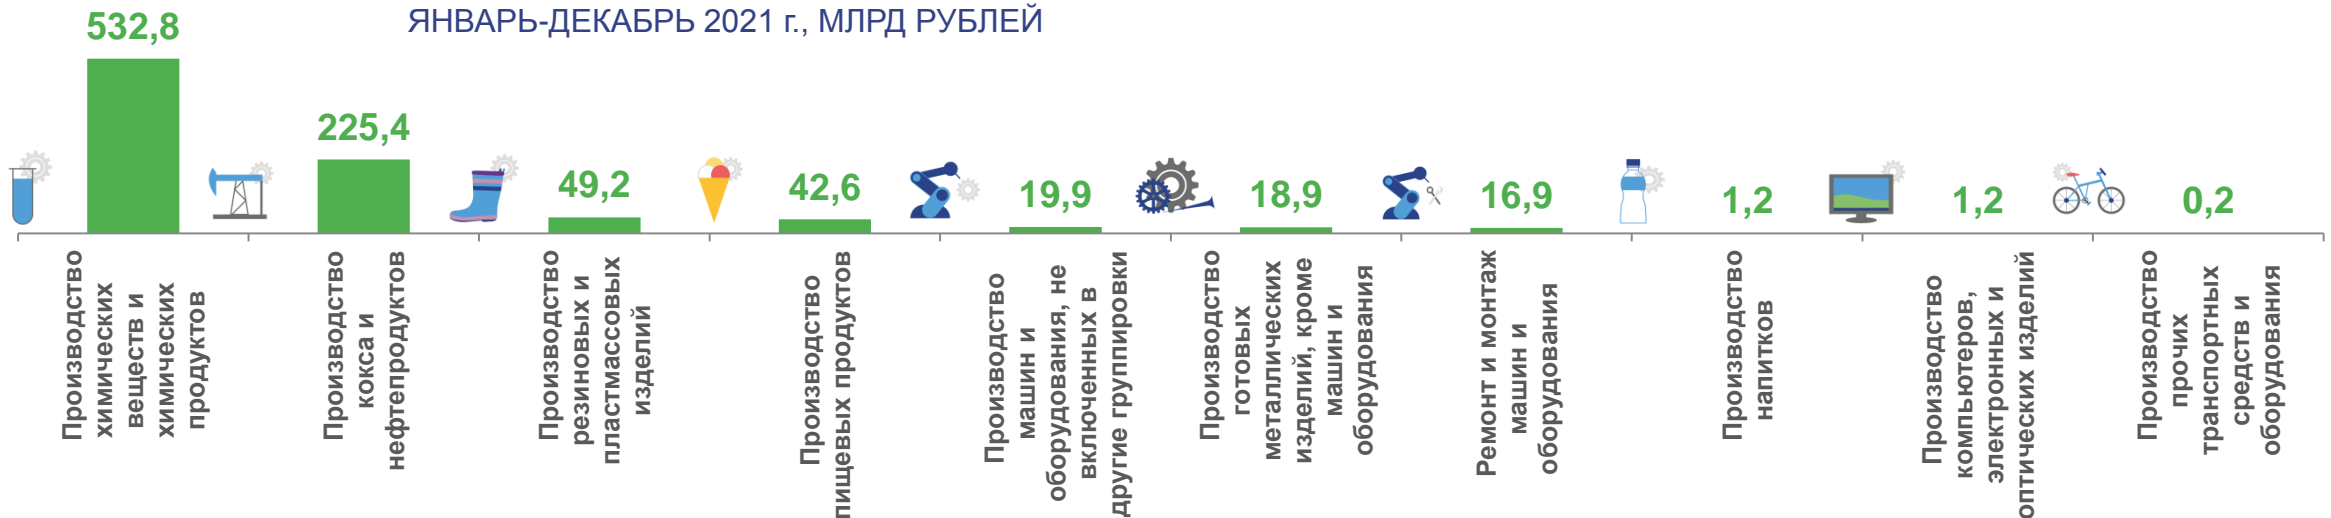 ЯНВАРЬ-ДЕКАБРЬ 2021 г., МЛРД РУБЛЕЙ
532,8
225,4
49,2
42,6
19,9
18,9
16,9
1,2
1,2
0,2
Производство
химических
веществ и
химических
продуктов
Производство
кокса и
нефтепродуктов
Производство
резиновых и
пластмассовых
изделий
Производство
пищевых продуктов
Производство
машин и
оборудования, не
включенных в
другие группировки
Производство
готовых
металлических
изделий, кроме
машин и
оборудования
Ремонт и монтаж
машин и
оборудования
Производство
напитков
Производство
компьютеров,
электронных и
оптических изделий
Производство
прочих
транспортных
средств и
оборудования